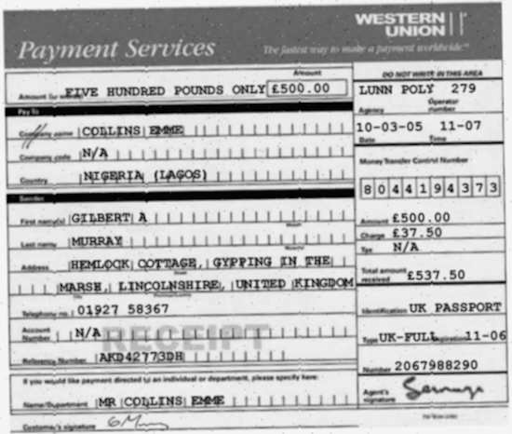 WESTERN UNION
Payment Services
The fastest way to make a payment worldwide
Amount
DO NOT WRITE IN THIS AREA
FIVE HUNDRED POUNDS ONLY £500.00
LUNN POLY 279
Agency
Operator number
Pay to
Company name COLLINS EMME
10-03-05 11-07
Date Time
Company code N/A
Money Transfer Control Number
Country NIGERIA (LAGOS)
8044194373
Sender
First name(s) GILBERT A
Amount £500.00
Charge £37.50
Last name MURRAY
Tax N/A
Address HEMLOCK COTTAGE, GYPPING IN THE
MARSH, LINCOLNSHIRE, UNITED KINGDOM
Total amount received £537.50
Telephony no. 01927 58367
Identification UK PASSPORT
Account Number N/A
RECEIPT
Type UK-FULL Expiration 11-06
Reference Number AKD42773DH
Number 2067988290
If you would like payment directed to an individual or department, please specify here:
Name/Department MR COLLINS EMME
Agent's signature
Customer's signature